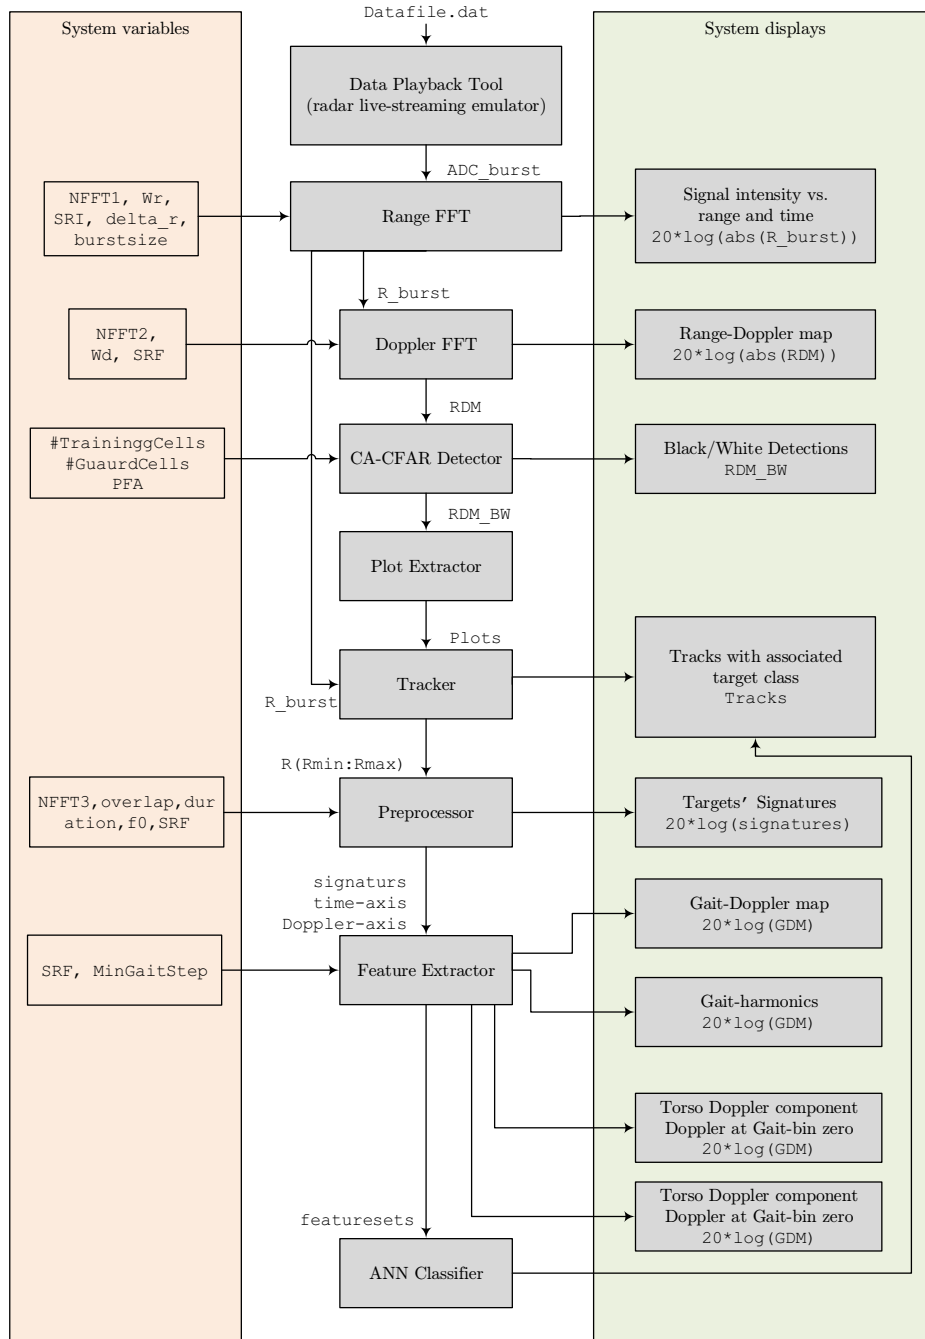 Datafile.dat
System variables
System displays
Data Playback Tool
(radar live-streaming emulator)
ADC_burst
NFFT1, Wr,
SRI, delta_r,
burstsize
Range FFT
Signal intensity vs.
range and time
20*log(abs(R_burst))
R_burst
NFFT2,
Wd, SRF
Doppler FFT
Range-Doppler map
20*log(abs(RDM))
RDM
#TraininggCells
#GuaurdCells
PFA
CA-CFAR Detector
Black/White Detections
RDM_BW
RDM_BW
Plot Extractor
Plots
Tracker
R_burst
Tracks with associated
target class
Tracks
R(Rmin:Rmax)
NFFT3,overlap,dur
ation,f0,SRF
Preprocessor
Targets' Signatures
20*log(signatures)
signaturs
time-axis
Doppler-axis
Gait-Doppler map
20*log(GDM)
SRF, MinGaitStep
Feature Extractor
Gait-harmonics
20*log(GDM)
Torso Doppler component
Doppler at Gait-bin zero
20*log(GDM)
Torso Doppler component
Doppler at Gait-bin zero
20*log(GDM)
featuresets
ANN Classifier